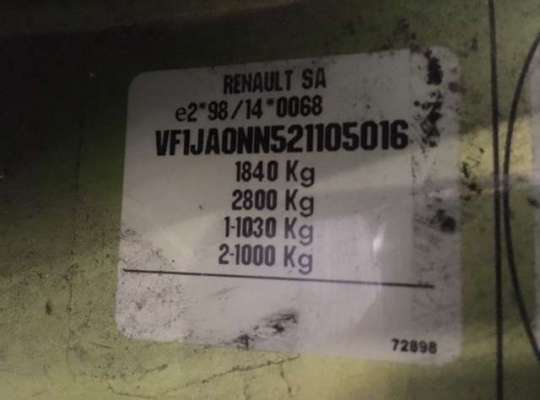 RENAULT SA
e2*98/14*0068
VF1JA0NN521105016
1840 Kg
2800 Kg
1-1030 Kg
2-1000 Kg
72898